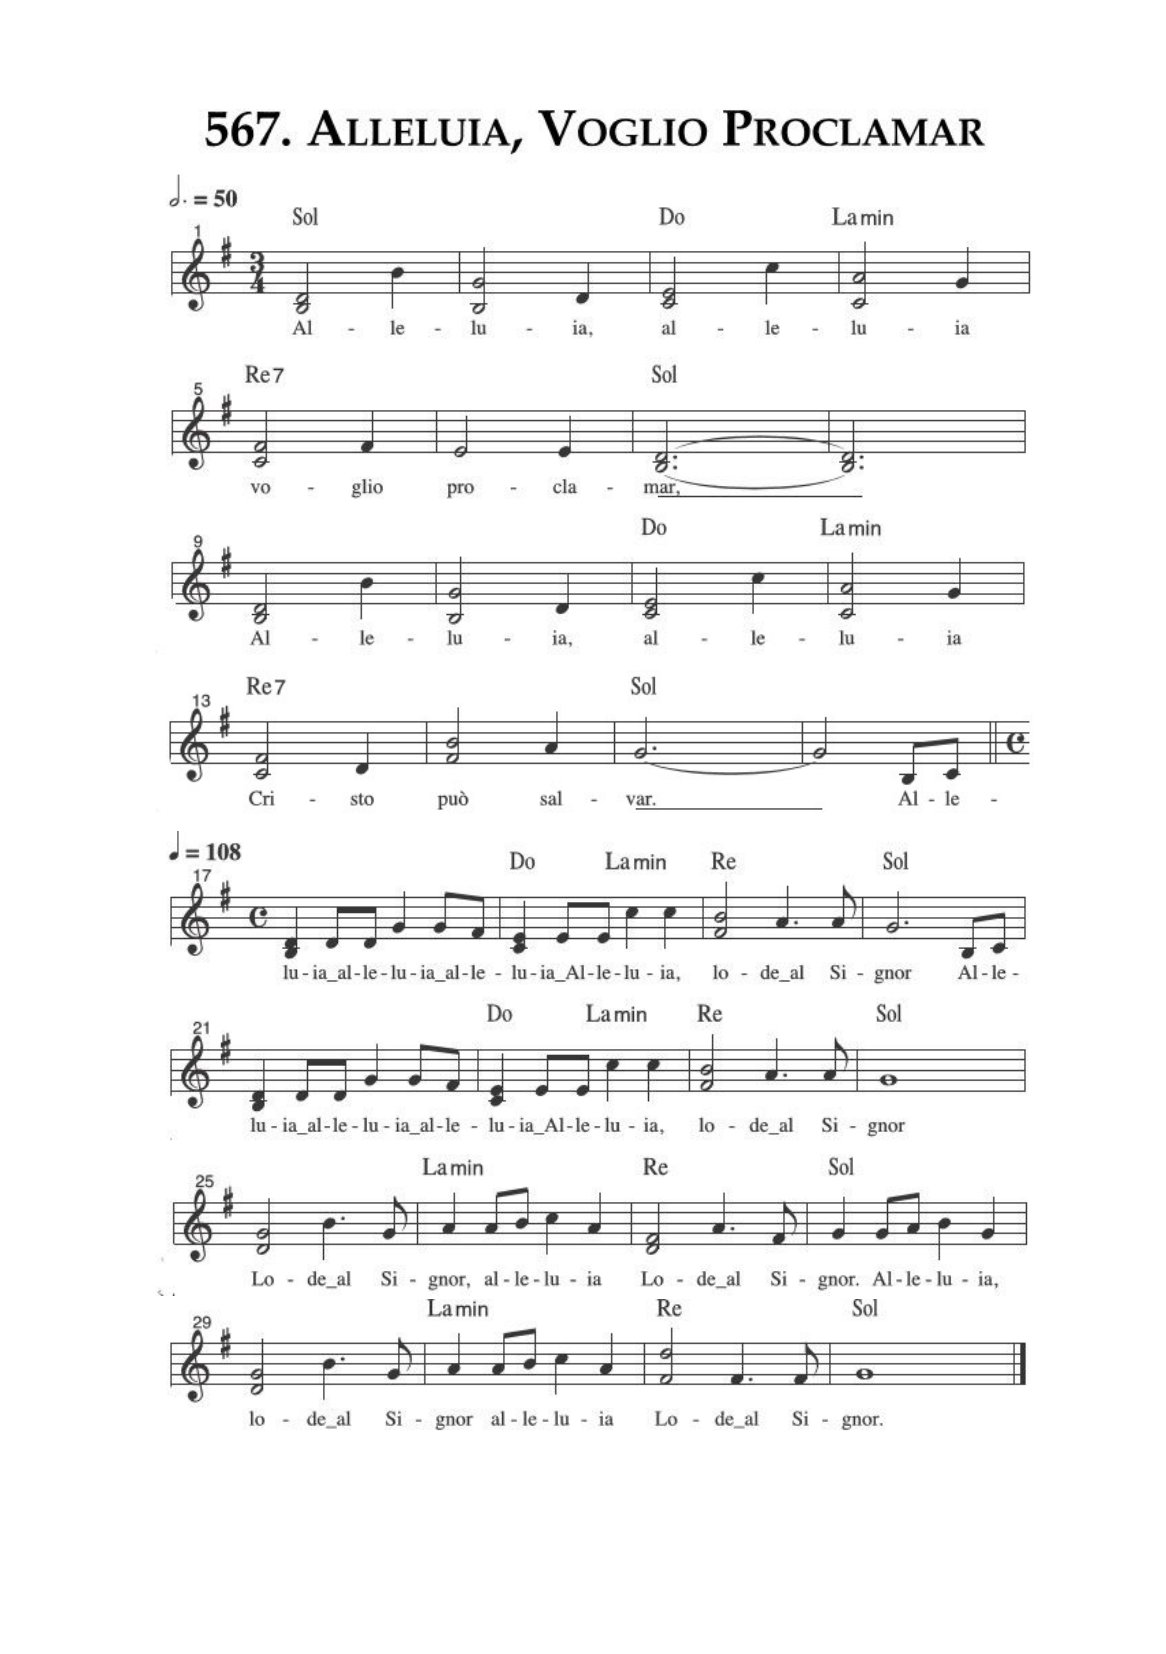 567. Alleluia, Voglio Proclamar
= 50
Sol Do La min
1
3 4
Al - le - lu - ia, al - le - lu - ia
Re 7 Sol
5
vo - glio pro - cla - mar,
Do La min
9
Al - le - lu - ia, al - le - lu - ia
Re 7 Sol
13
Cri - sto può sal - var. Al - le -
= 108
Do La min Re Sol
17
lu - ia_al - le - lu - ia_al - le - lu - ia_Al - le - lu - ia, lo - de_al Si - gnor Al - le -
Do La min Re Sol
21
lu - ia_al - le - lu - ia_al - le - lu - ia_Al - le - lu - ia, lo - de_al Si - gnor
La min Re Sol
25
Lo - de_al Si - gnor, al - le - lu - ia Lo - de_al Si - gnor. Al - le - lu - ia,
La min Re Sol
29
lo - de_al Si - gnor al - le - lu - ia Lo - de_al Si - gnor.